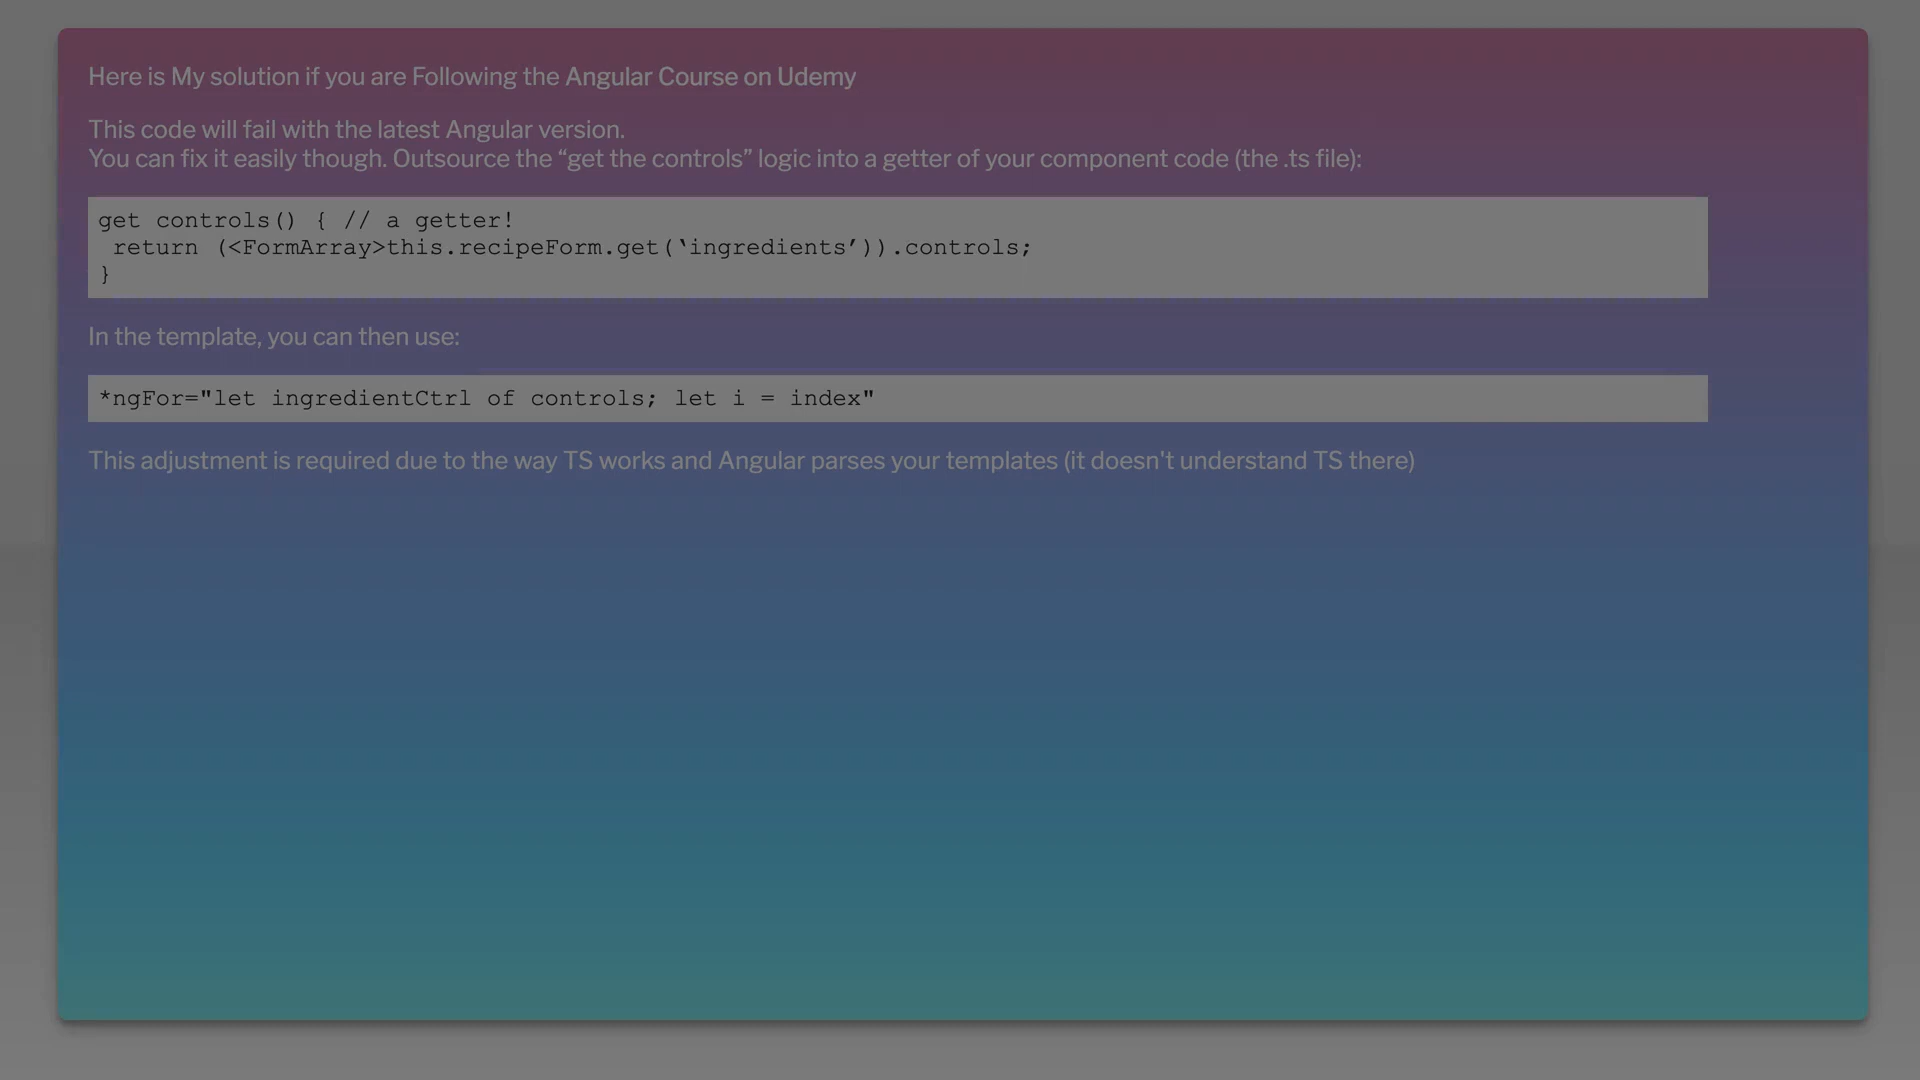 Here is My solution if you are Following the Angular Course on Udemy
This code will fail with the latest Angular version.
You can fix it easily though. Outsource the “get the controls” logic into a getter of your component code (the .ts file):
get controls() { // a getter!
 return (<FormArray>this.recipeForm.get(‘ingredients’)).controls;
}
In the template, you can then use:
*ngFor="let ingredientCtrl of controls; let i = index"
This adjustment is required due to the way TS works and Angular parses your templates (it doesn't understand TS there)